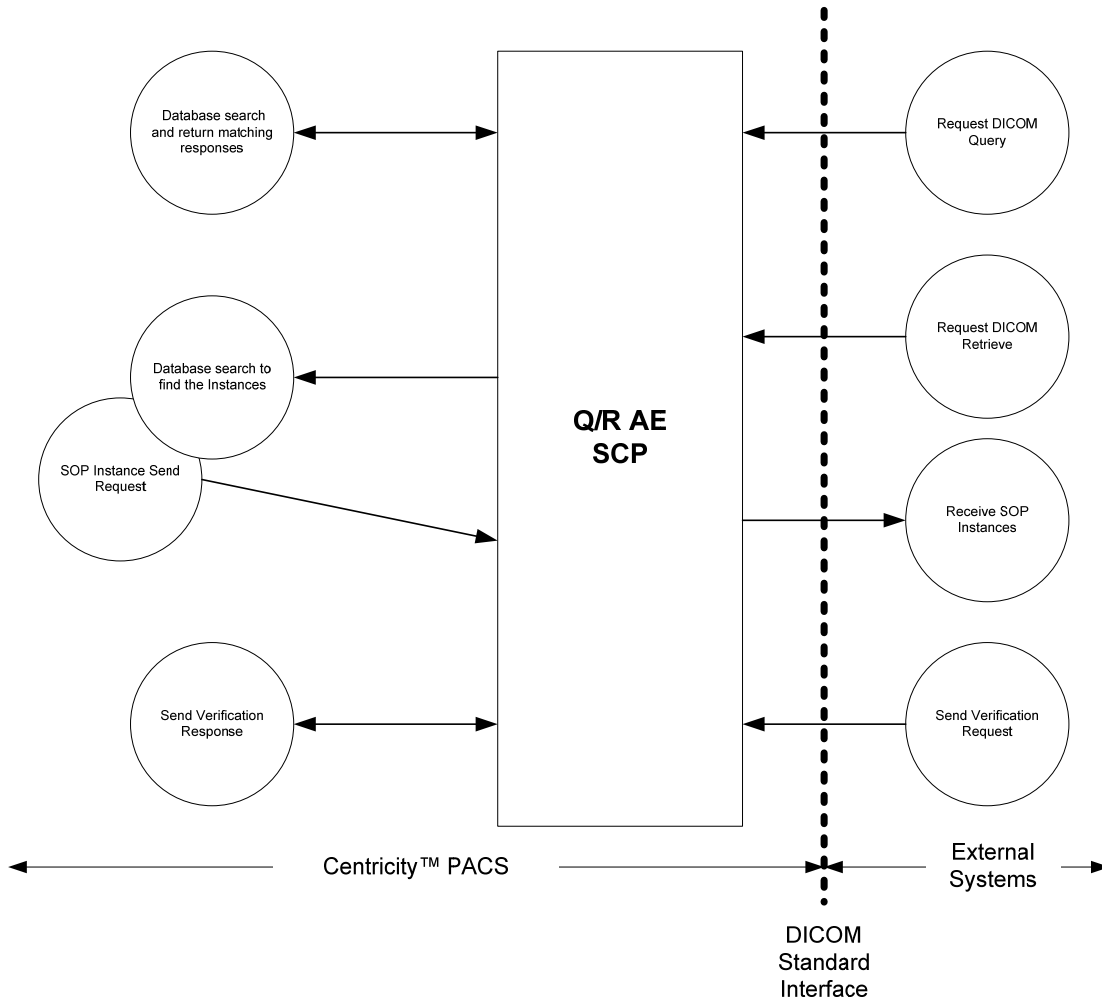 Database search
and return matching
responses
Request DICOM
Query
Database search to
find the Instances
Request DICOM
Retrieve
Q/R AE
SCP
SOP Instance Send
Request
Receive SOP
Instances
Send Verification
Response
Send Verification
Request
Centricity™ PACS
External
Systems
DICOM
Standard
Interface